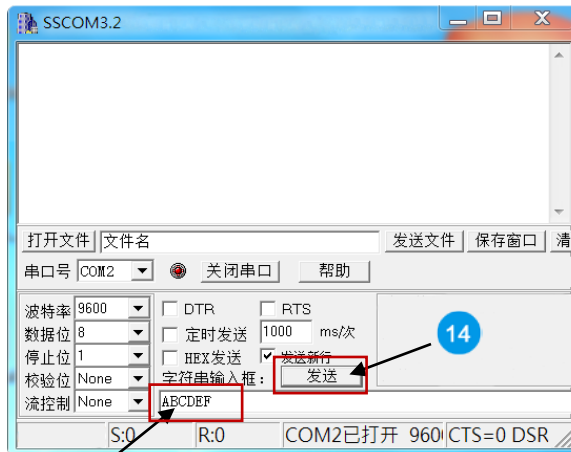 SSCOM3.2
打开文件 文件名 发送文件 保存窗口 清
串口号 COM2 关闭串口 帮助
波特率 9600 DTR RTS
数据位 8 定时发送 1000 ms/次
停止位 1 HEX发送 发送新行
校验位 None 字符串输入框： 发送
流控制 None ABCDEF
S:0 R:0 COM2已打开 960 CTS=0 DSR
14